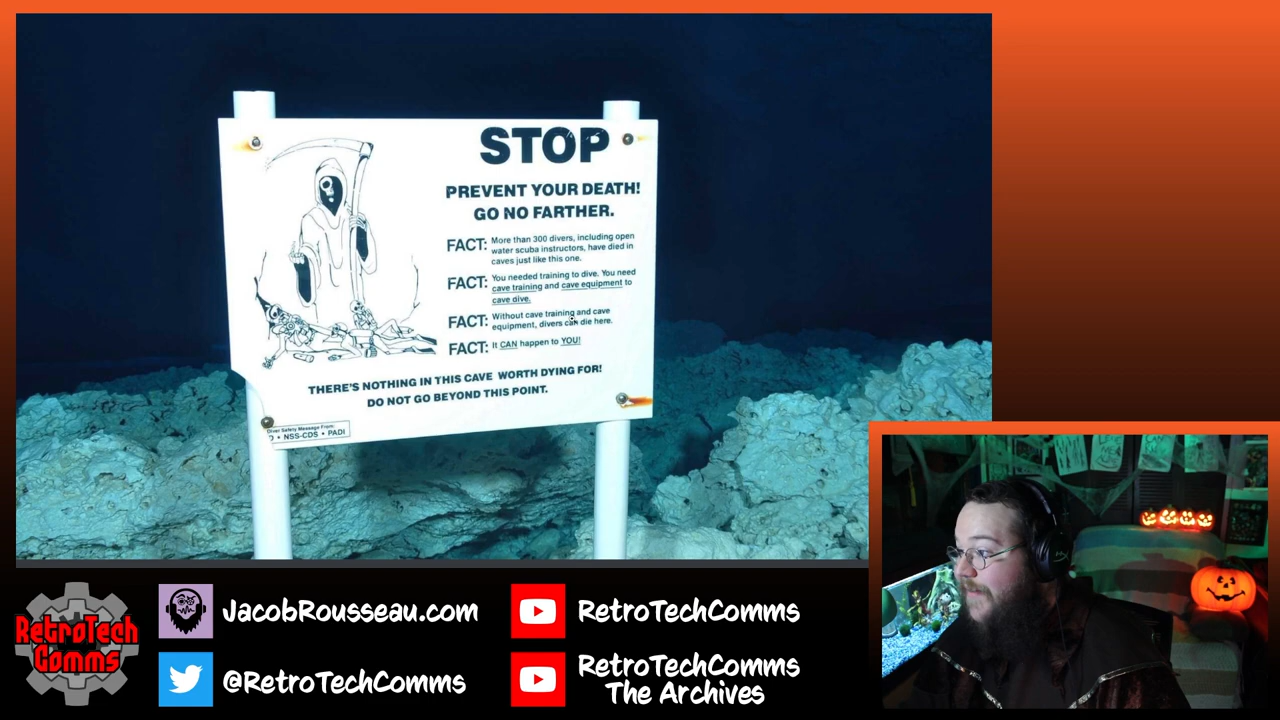 STOP
PREVENT YOUR DEATH!
GO NO FARTHER.
FACT: More than 300 divers, including open
water scuba instructors, have died in
caves just like this one.
FACT: You needed training to dive. You need
cave training and cave equipment to
cave dive.
FACT: Without cave training and cave
equipment, divers can die here.
FACT: It CAN happen to YOU!
THERE'S NOTHING IN THIS CAVE WORTH DYING FOR!
DO NOT GO BEYOND THIS POINT.
Diver Safety Message From:
• NSS-CDS • PADI
RetroTech
Comms
JacobRousseau.com
@RetroTechComms
RetroTechComms
RetroTechComms
The Archives